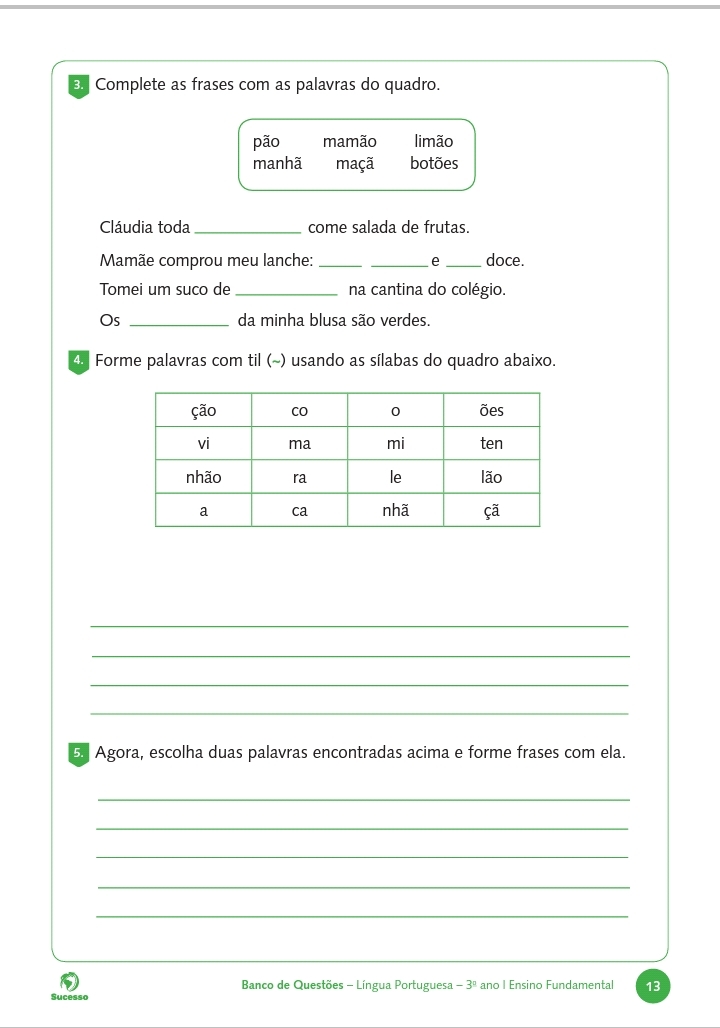 3. Complete as frases com as palavras do quadro.
pão mamão limão
manhã maçã botões
Cláudia toda ____________ come salada de frutas.
Mamãe comprou meu lanche: _____ ______ e ____ doce.
Tomei um suco de ___________ na cantina do colégio.
Os ___________ da minha blusa são verdes.
4. Forme palavras com til (~) usando as sílabas do quadro abaixo.
ção co o ões
vi ma mi ten
nhão ra le lão
a ca nhã çã
5. Agora, escolha duas palavras encontradas acima e forme frases com ela.
Sucesso
Banco de Questões – Língua Portuguesa – 3º ano I Ensino Fundamental
13